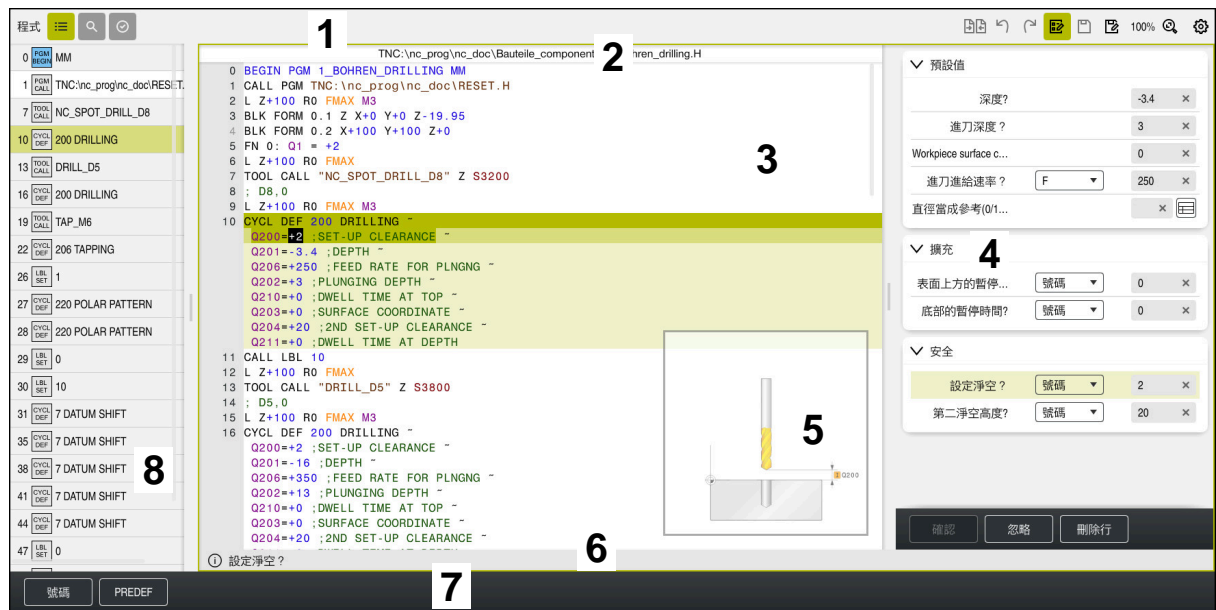 程式
1
100%
TNC:\nc_prog\nc_doc\Bauteile_component
2
hren_drilling.H
0 PGM BEGIN MM
1 PGM CALL TNC:\nc_prog\nc_doc\RESET.
7 TOOL CALL NC_SPOT_DRILL_D8
10 CYCL DEF 200 DRILLING
13 TOOL CALL DRILL_D5
16 CYCL DEF 200 DRILLING
19 TOOL CALL TAP_M6
22 CYCL DEF 206 TAPPING
26 LBL SET 1
27 CYCL DEF 220 POLAR PATTERN
28 CYCL DEF 220 POLAR PATTERN
29 LBL SET 0
30 LBL SET 10
31 CYCL DEF 7 DATUM SHIFT
35 CYCL DEF 7 DATUM SHIFT
38 CYCL DEF 7 DATUM SHIFT
41 CYCL DEF 7 DATUM SHIFT
44 CYCL DEF 7 DATUM SHIFT
47 LBL SET 0
8
0 BEGIN PGM 1_BOHREN_DRILLING MM
1 CALL PGM TNC:\nc_prog\nc_doc\RESET.H
2 L Z+100 R0 FMAX M3
3 BLK FORM 0.1 Z X+0 Y+0 Z-19.95
4 BLK FORM 0.2 X+100 Y+100 Z+0
5 FN 0: Q1 = +2
6 L Z+100 R0 FMAX
7 TOOL CALL "NC_SPOT_DRILL_D8" Z S3200
8 ; D8,0
9 L Z+100 R0 FMAX M3
10 CYCL DEF 200 DRILLING ~
Q200=+2 ;SET-UP CLEARANCE ~
Q201=-3.4 ;DEPTH ~
Q206=+250 ;FEED RATE FOR PLNGNG ~
Q202=+3 ;PLUNGING DEPTH ~
Q210=+0 ;DWELL TIME AT TOP ~
Q203=+0 ;SURFACE COORDINATE ~
Q204=+20 ;2ND SET-UP CLEARANCE ~
Q211=+0 ;DWELL TIME AT DEPTH
11 CALL LBL 10
12 L Z+100 R0 FMAX
13 TOOL CALL "DRILL_D5" Z S3800
14 ; D5,0
15 L Z+100 R0 FMAX M3
16 CYCL DEF 200 DRILLING ~
Q200=+2 ;SET-UP CLEARANCE ~
Q201=-16 ;DEPTH ~
Q206=+350 ;FEED RATE FOR PLNGNG ~
Q202=+13 ;PLUNGING DEPTH ~
Q210=+0 ;DWELL TIME AT TOP ~
Q203=+0 ;SURFACE COORDINATE ~
Q204=+20 ;2ND SET-UP CLEARANCE ~
3
5
Q200
預設值
深度? -3.4 ×
進刀深度? 3 ×
Workpiece surface c... 0 ×
進刀進給速率? F 250 ×
直徑當成參考(0/1... ×
擴充
4
表面上方的暫停... 號碼 0 ×
底部的暫停時間? 號碼 0 ×
安全
設定淨空? 號碼 2 ×
第二淨空高度? 號碼 20 ×
確認 忽略 刪除行
設定淨空?
6
號碼 PREDEF
7